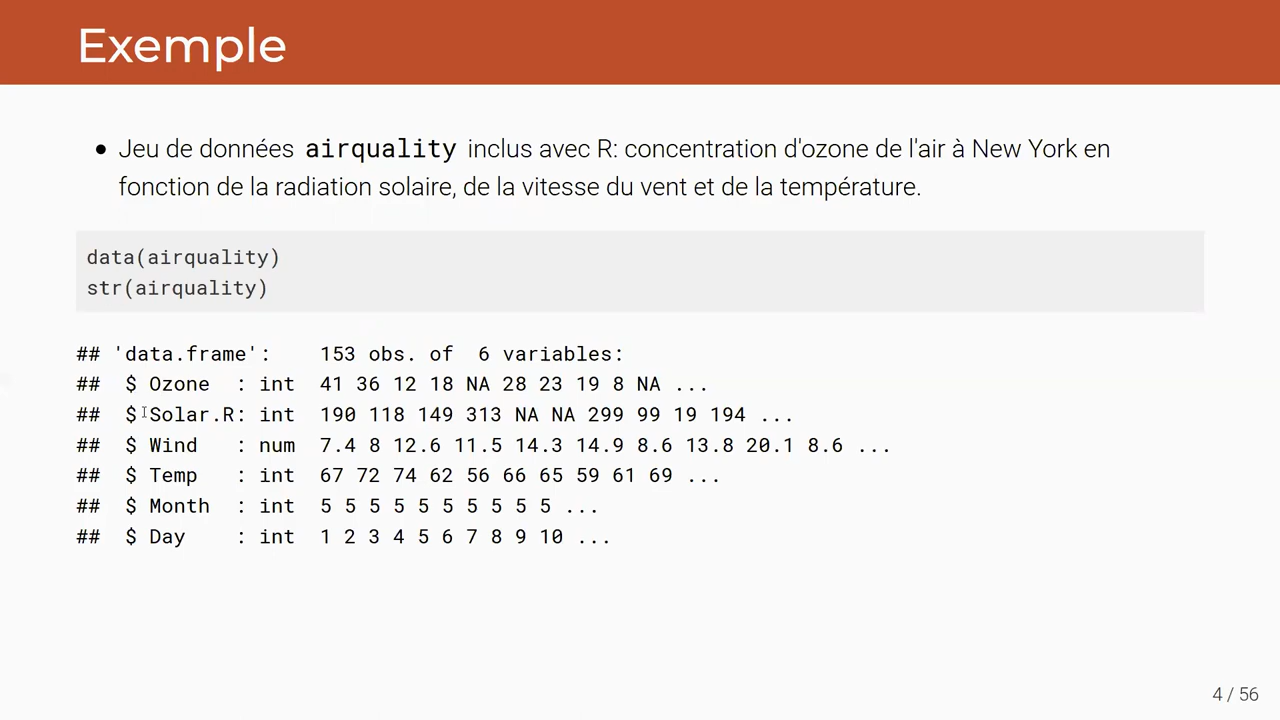 Exemple
• Jeu de données airquality inclus avec R: concentration d'ozone de l'air à New York en
fonction de la radiation solaire, de la vitesse du vent et de la température.
data(airquality)
str(airquality)
## 'data.frame':    153 obs. of  6 variables:
##  $ Ozone  : int  41 36 12 18 NA 28 23 19 8 NA ...
##  $ Solar.R: int  190 118 149 313 NA NA 299 99 19 194 ...
##  $ Wind   : num  7.4 8 12.6 11.5 14.3 14.9 8.6 13.8 20.1 8.6 ...
##  $ Temp   : int  67 72 74 62 56 66 65 59 61 69 ...
##  $ Month  : int  5 5 5 5 5 5 5 5 5 5 ...
##  $ Day    : int  1 2 3 4 5 6 7 8 9 10 ...
4 / 56